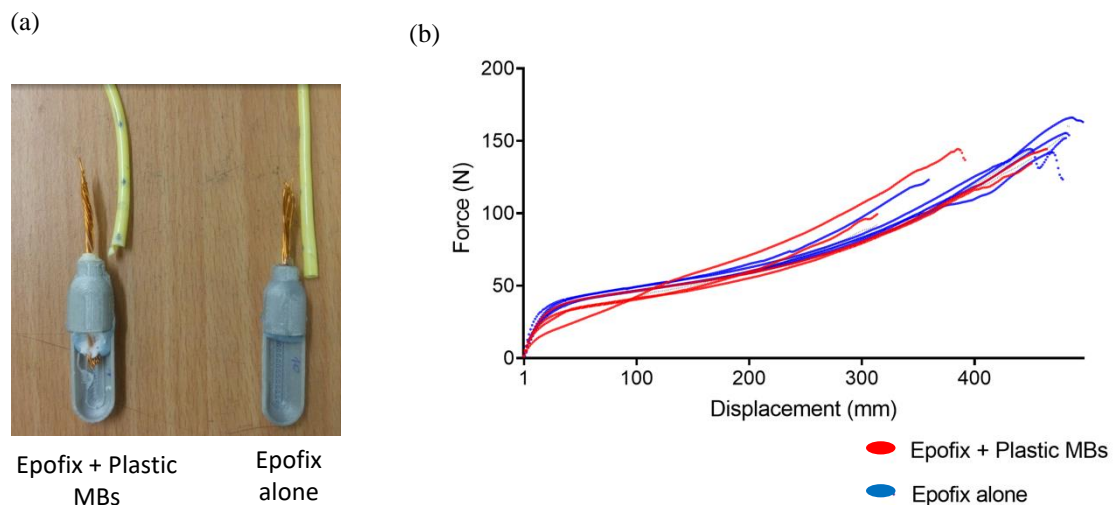 (a)
(b)
Epofix + Plastic
MBs
Epofix
alone
200
150
100
50
0
Force (N)
1
100
200
300
400
Displacement (mm)
Epofix + Plastic MBs
Epofix alone